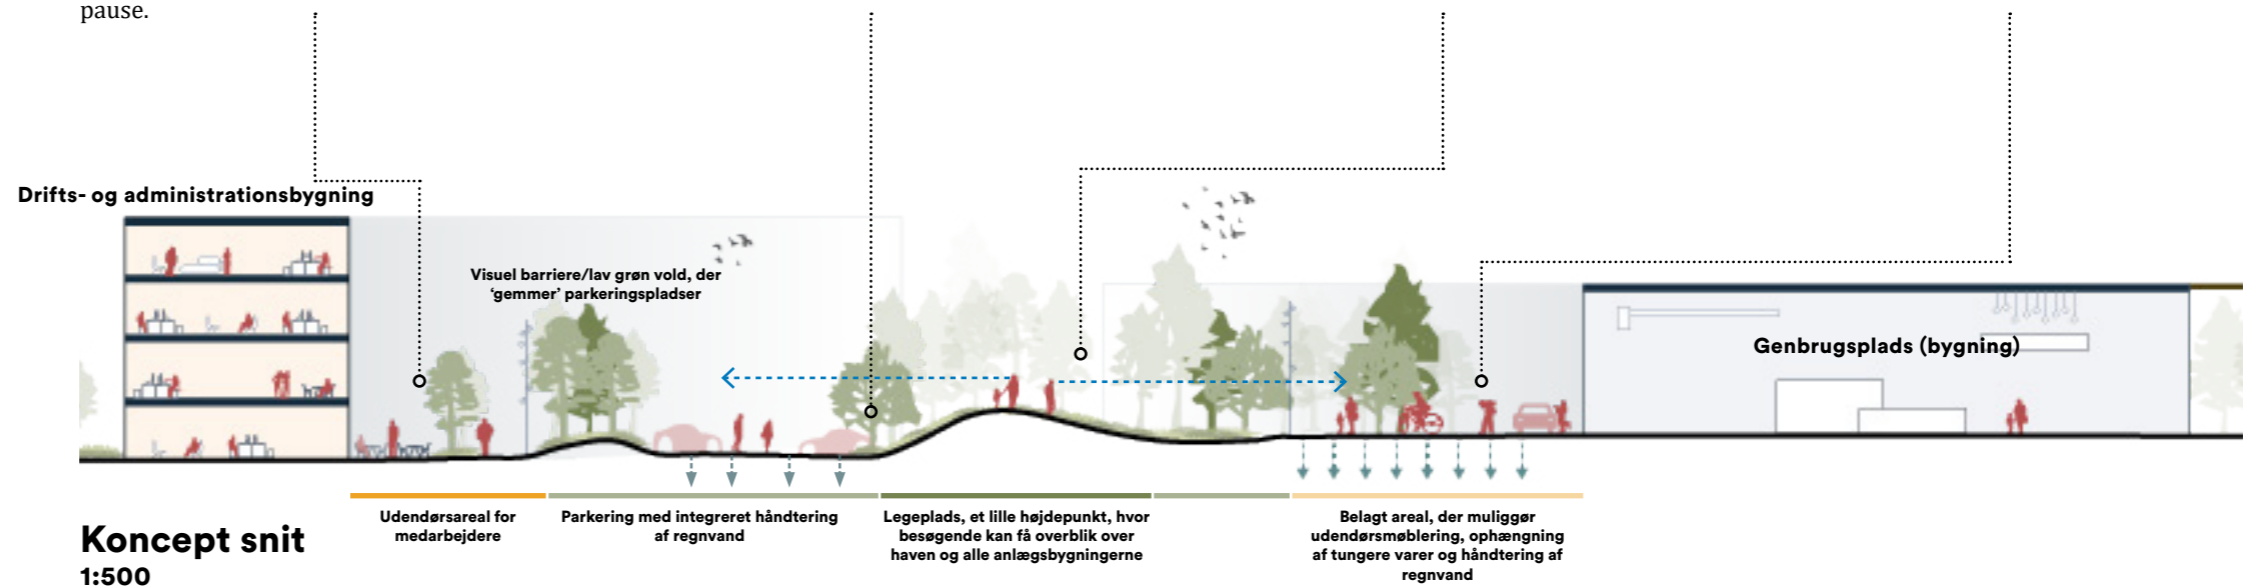 pause.
Drifts- og administrationsbygning
Visuel barriere/lav grøn vold, der
‘gemmer’ parkeringspladser
Genbrugsplads (bygning)
Udendørsareal for
medarbejdere
Parkering med integreret håndtering
af regnvand
Legeplads, et lille højdepunkt, hvor
besøgende kan få overblik over
haven og alle anlægsbygningerne
Belagt areal, der muliggør
udendørsmøblering, ophængning
af tungere varer og håndtering af
regnvand
Koncept snit
1:500